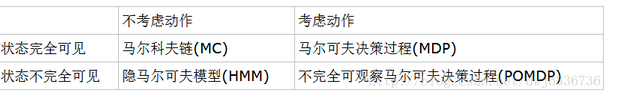 不考虑动作 考虑动作
状态完全可见 马尔科夫链(MC) 马尔可夫决策过程(MDP)
状态不完全可见 隐马尔可夫模型(HMM) 不完全可观察马尔可夫决策过程(POMDP)